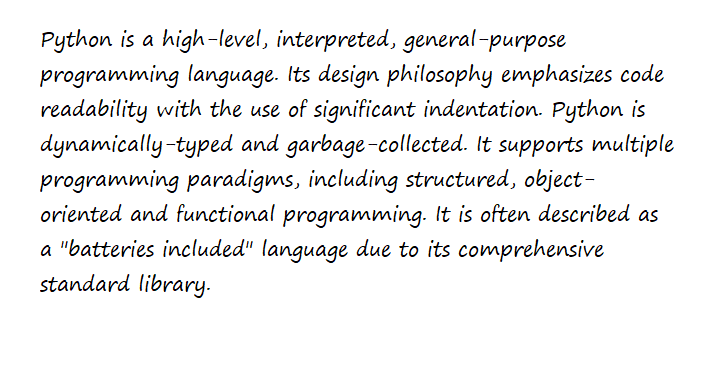 Python is a high-level, interpreted, general-purpose
programming language. Its design philosophy emphasizes code
readability with the use of significant indentation. Python is
dynamically-typed and garbage-collected. It supports multiple
programming paradigms, including structured, object-
oriented and functional programming. It is often described as
a "batteries included" language due to its comprehensive
standard library.